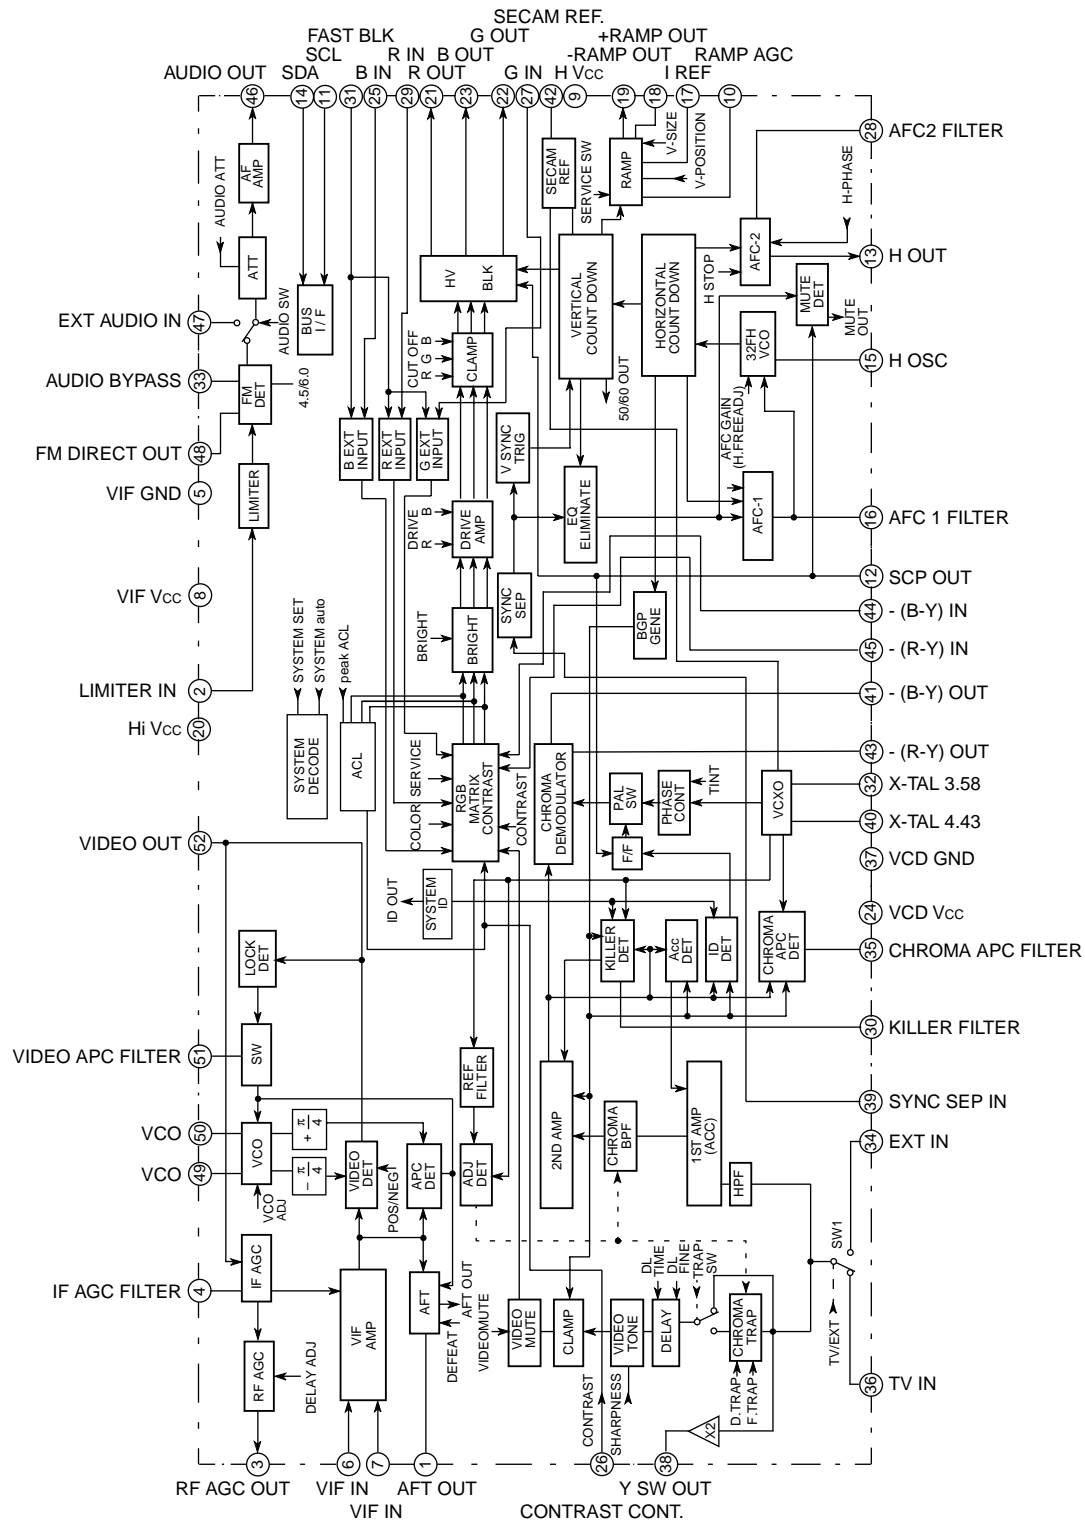 SECAM REF.
FAST BLK
G OUT
+RAMP OUT
SCL
R IN
B OUT
-RAMP OUT
RAMP AGC
AUDIO OUT
SDA
B IN
R OUT
G IN
H Vcc
I REF
46
14
11
31
25
29
21
23
22
27
42
9
19
18
17
10
28
AFC2 FILTER
AF AMP
AUDIO ATT
ATT
BUS I / F
AUDIO SW
SECAM REF
SERVICE SW
RAMP
V-SIZE
V-POSITION
H-PHASE
AFC-2
H STOP
13
H OUT
HV BLK
VERTICAL COUNT DOWN
HORIZONTAL COUNT DOWN
MUTE DET
MUTE OUT
EXT AUDIO IN
47
CUT OFF
R G B
CLAMP
50/60 OUT
32FH VCO
15
H OSC
AUDIO BYPASS
33
FM DET
4.5/6.0
AFC GAIN (H.FREEADJ)
FM DIRECT OUT
48
B EXT INPUT
R EXT INPUT
G EXT INPUT
V SYNC TRIG
VIF GND
5
LIMITER
DRIVE
R B
DRIVE AMP
EQ ELIMINATE
AFC-1
16
AFC 1 FILTER
12
SCP OUT
VIF Vcc
8
SYNC SEP
BGP GENE
44
- (B-Y) IN
SYSTEM SET
SYSTEM auto
peak ACL
BRIGHT
BRIGHT
45
- (R-Y) IN
LIMITER IN
2
41
- (B-Y) OUT
Hi Vcc
20
SYSTEM DECODE
ACL
COLOR SERVICE
RGB MATRIX CONTRAST
CONTRAST
CHROMA DEMODULATOR
PAL SW
PHASE CONT
TINT
VCXO
43
- (R-Y) OUT
32
X-TAL 3.58
40
X-TAL 4.43
VIDEO OUT
52
F/F
37
VCD GND
ID OUT
SYSTEM ID
24
VCD Vcc
LOCK DET
KILLER DET
Acc DET
ID DET
CHROMA APC DET
35
CHROMA APC FILTER
30
KILLER FILTER
VIDEO APC FILTER
51
SW
REF FILTER
2ND AMP
CHROMA BPF
1ST AMP (ACC)
39
SYNC SEP IN
VCO
50
VCO
+ π/4
34
EXT IN
VCO
49
- π/4
VIDEO DET
POS/NEGI
APC DET
ADJ DET
HPF
VCO ADJ
SW1
IF AGC FILTER
4
IF AGC
VIF AMP
AFT
AFT OUT
DEFEAT
VIDEOMUTE
VIDEO MUTE
CLAMP
VIDEO TONE
DL TIME
DL FINE
TRAP SW
DELAY
CHROMA TRAP
TV/EXT
RF AGC
DELAY ADJ
CONTRAST
SHARPNESS
D.TRAP
F.TRAP
36
TV IN
X2
3
6
7
1
26
38
RF AGC OUT
VIF IN
AFT OUT
Y SW OUT
VIF IN
CONTRAST CONT.